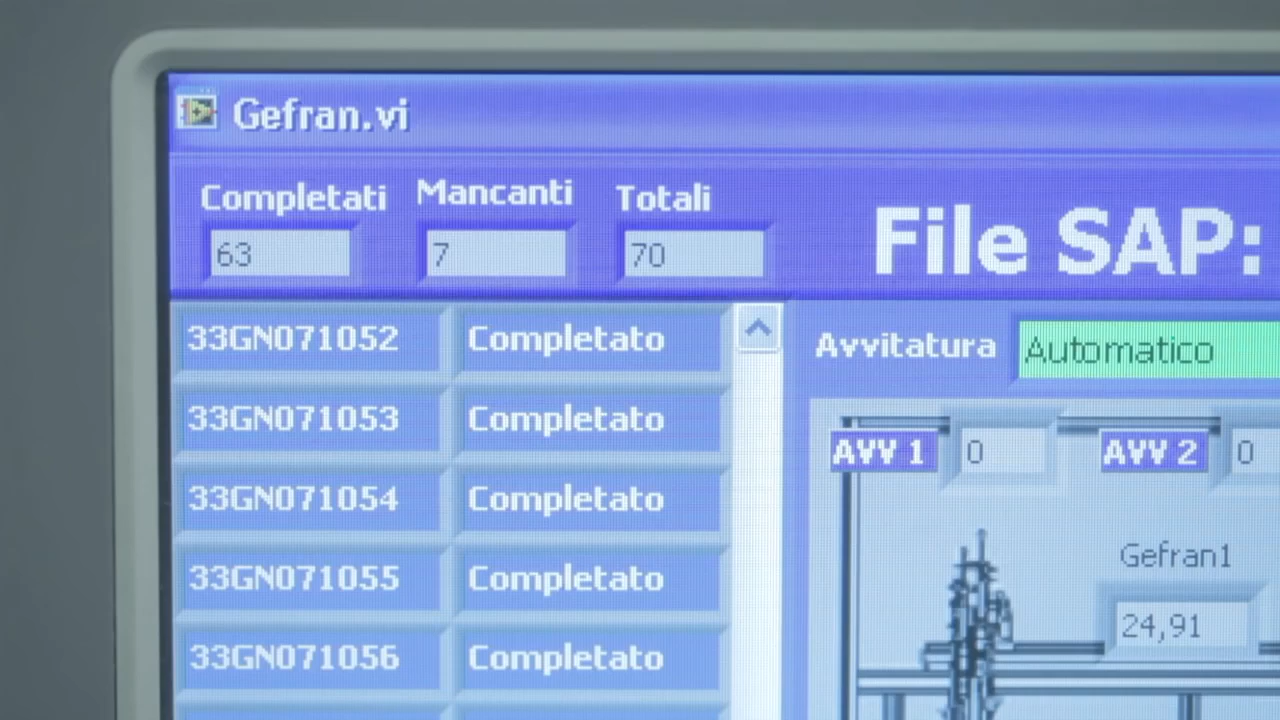 Gefran.vi
Completati Mancanti Totali
63 7 70
File SAP:
33GN071052 Completato
Avvitatura Automatico
33GN071053 Completato
AVV 1 0 AVV 2 0
33GN071054 Completato
Gefran1
33GN071055 Completato
24,91
33GN071056 Completato